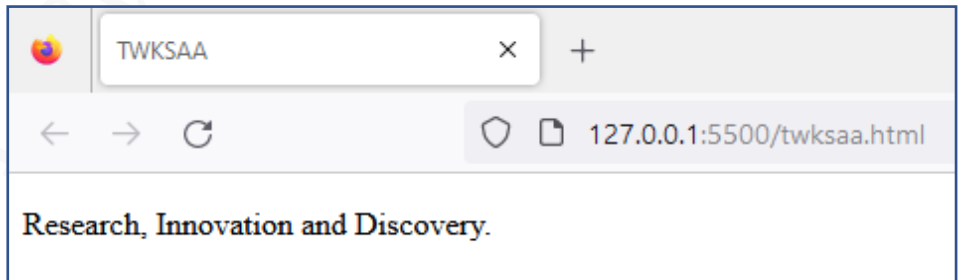 TWKSAA
127.0.0.1:5500/twksaa.html
Research, Innovation and Discovery.